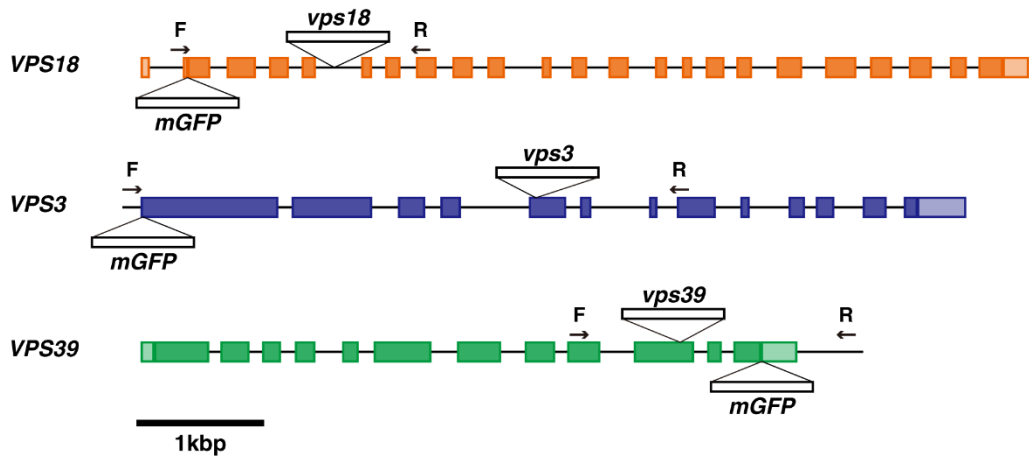 vps18
F
R
VPS18
mGFP
vps3
F
R
VPS3
mGFP
vps39
F
R
VPS39
mGFP
1kbp